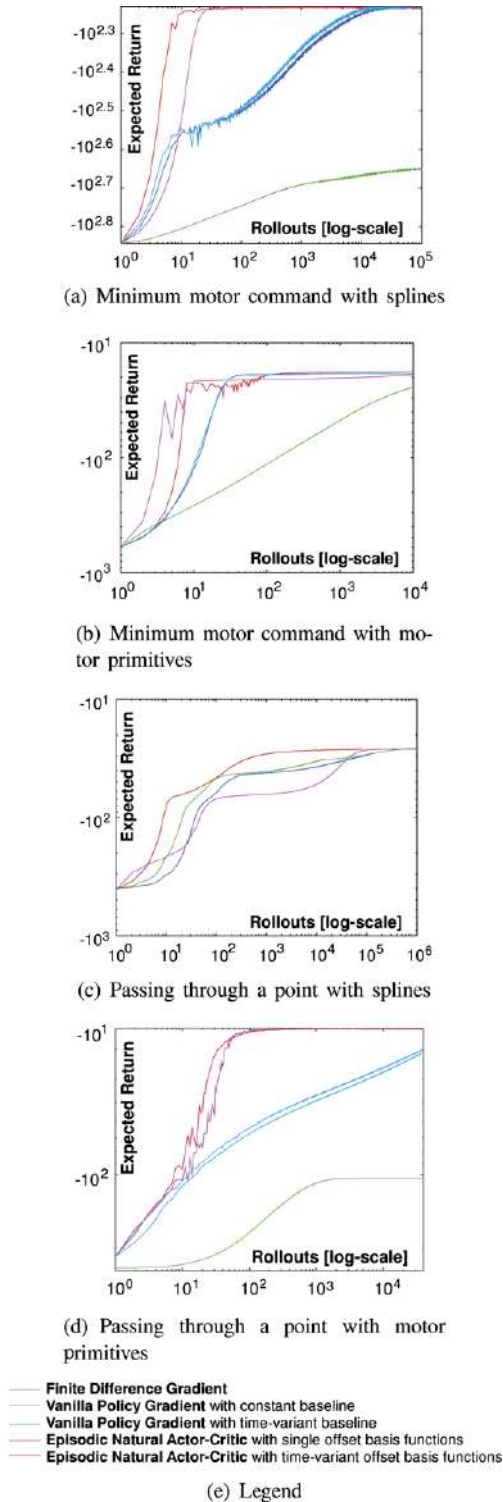 -10^2.3
-10^2.4
-10^2.5
-10^2.6
-10^2.7
-10^2.8
Expected Return
Rollouts [log-scale]
10^0 10^1 10^2 10^3 10^4 10^5
(a) Minimum motor command with splines
-10^1
-10^2
-10^3
Expected Return
Rollouts [log-scale]
10^0 10^1 10^2 10^3 10^4
(b) Minimum motor command with mo-
tor primitives
-10^1
-10^2
-10^3
Expected Return
Rollouts [log-scale]
10^0 10^1 10^2 10^3 10^4 10^5 10^6
(c) Passing through a point with splines
-10^1
-10^2
Expected Return
Rollouts [log-scale]
10^0 10^1 10^2 10^3 10^4
(d) Passing through a point with motor
primitives
Finite Difference Gradient
Vanilla Policy Gradient with constant baseline
Vanilla Policy Gradient with time-variant baseline
Episodic Natural Actor-Critic with single offset basis functions
Episodic Natural Actor-Critic with time-variant offset basis functions
(e) Legend